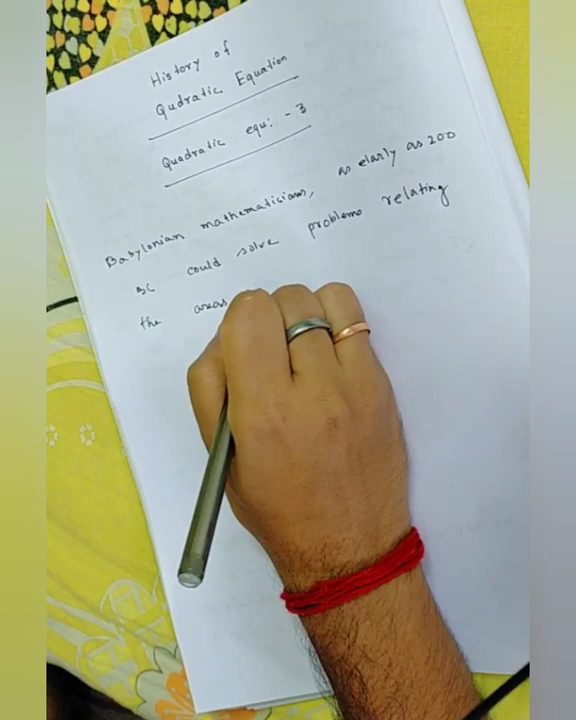 History of
Qudratic Equation
Quadratic equ: - 3
Babylonian mathematicians, as elarly as 200
BC could solve problems relating
the areas